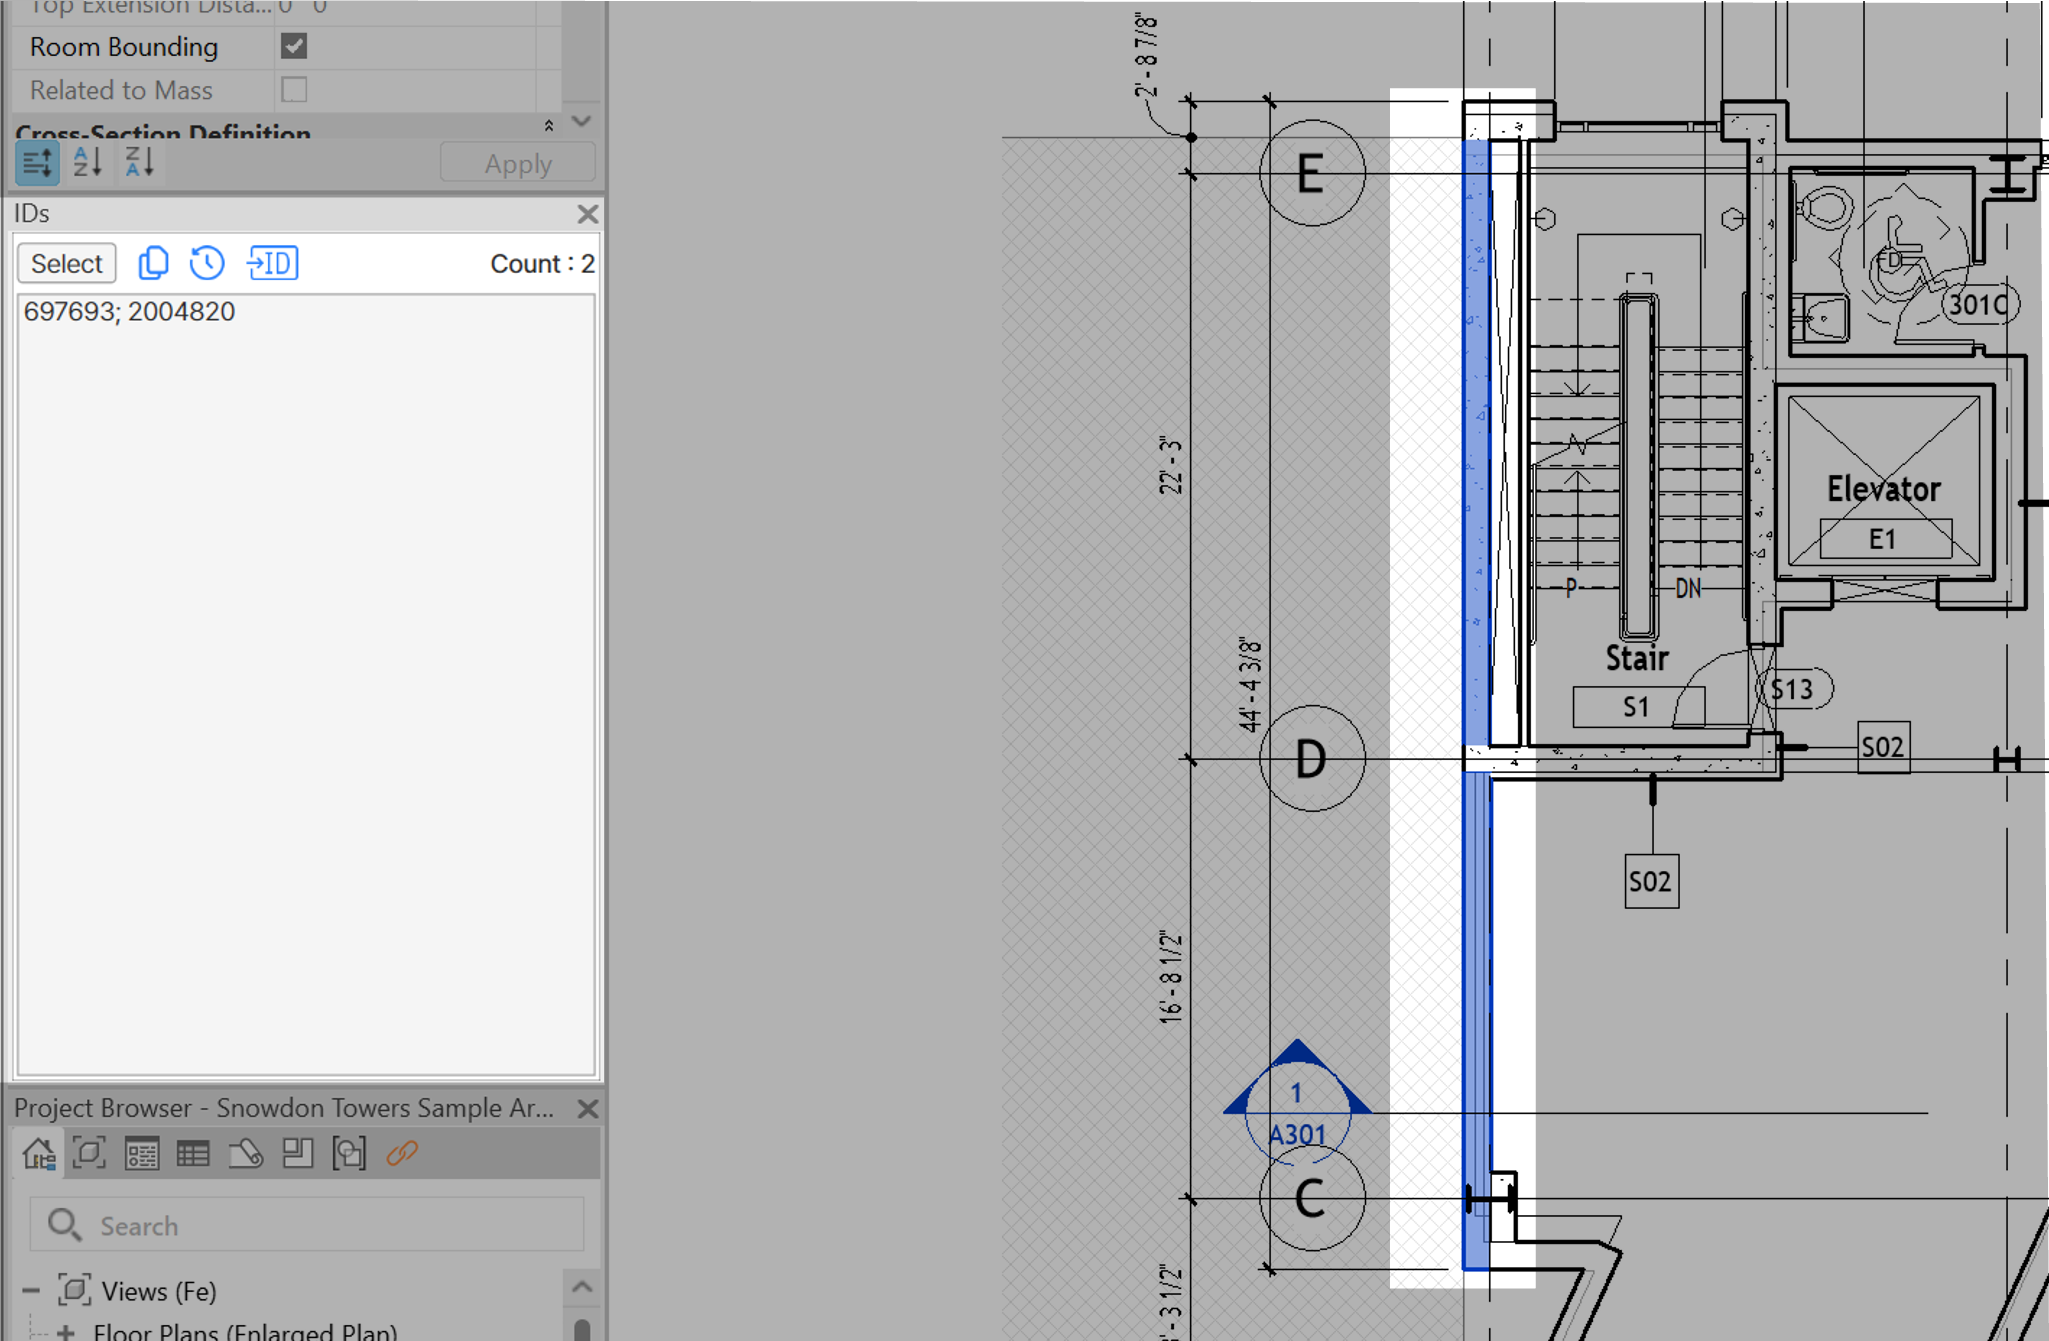 Top Extension Dista... 0' 0"
Room Bounding
Related to Mass
Cross-Section Definition
A
Z
Z
A
Apply
IDs
Select
ID
Count : 2
697693; 2004820
Project Browser - Snowdon Towers Sample Ar...
Search
Views (Fe)
Floor Plans (Enlarged Plan)
2' - 8 7/8"
E
22' - 3"
44' - 4 3/8"
D
16' - 8 1/2"
1
A301
C
' - 3 1/2"
301C
Elevator
E1
P
DN
Stair
S1
S13
S02
S02